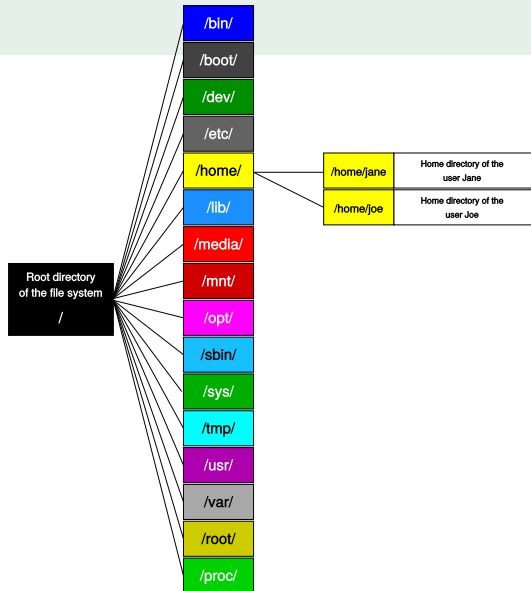 /bin/
/boot/
/dev/
/etc/
/home/
/home/jane
Home directory of the
user Jane
/lib/
/home/joe
Home directory of the
user Joe
/media/
Root directory
of the file system
/
/mnt/
/opt/
/sbin/
/sys/
/tmp/
/usr/
/var/
/root/
/proc/